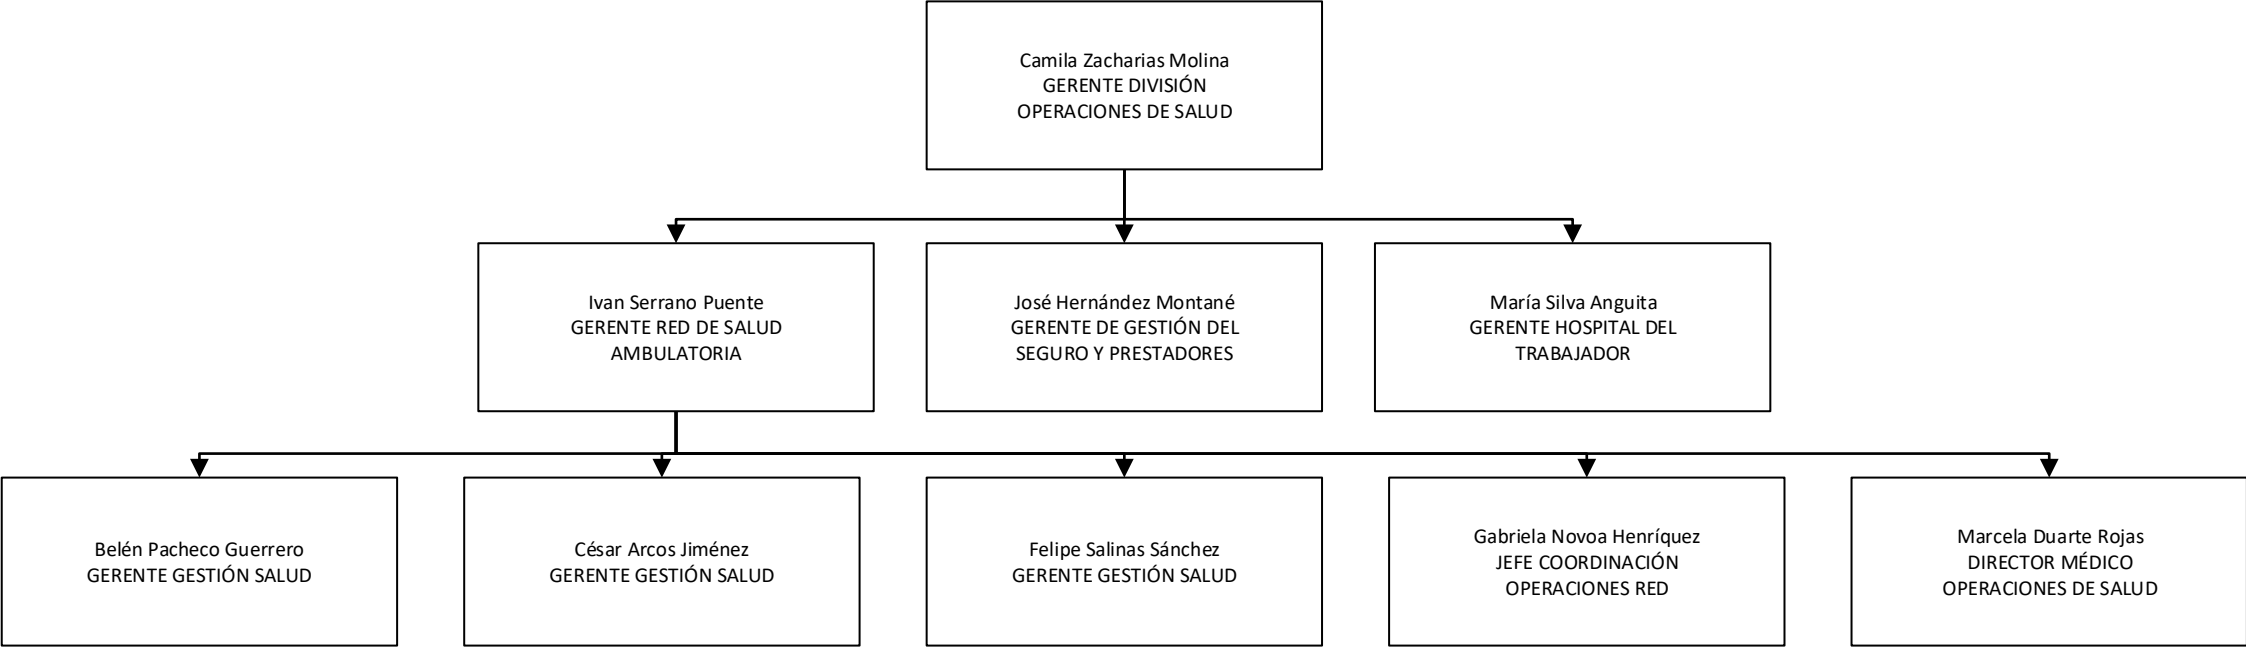 Camila Zacharias Molina
GERENTE DIVISIÓN
OPERACIONES DE SALUD
Ivan Serrano Puente
GERENTE RED DE SALUD
AMBULATORIA
José Hernández Montané
GERENTE DE GESTIÓN DEL
SEGURO Y PRESTADORES
María Silva Anguita
GERENTE HOSPITAL DEL
TRABAJADOR
Belén Pacheco Guerrero
GERENTE GESTIÓN SALUD
César Arcos Jiménez
GERENTE GESTIÓN SALUD
Felipe Salinas Sánchez
GERENTE GESTIÓN SALUD
Gabriela Novoa Henríquez
JEFE COORDINACIÓN
OPERACIONES RED
Marcela Duarte Rojas
DIRECTOR MÉDICO
OPERACIONES DE SALUD